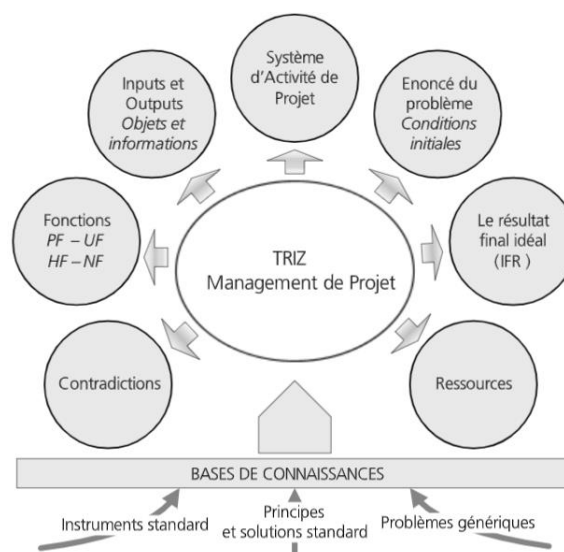 Système
d'Activité de
Projet
Inputs et
Outputs
Objets et
informations
Enoncé du
problème
Conditions
initiales
Fonctions
PF – UF
HF – NF
TRIZ
Management de Projet
Le résultat
final idéal
(IFR )
Contradictions
Ressources
BASES DE CONNAISSANCES
Instruments standard
Principes
et solutions standard
Problèmes génériques